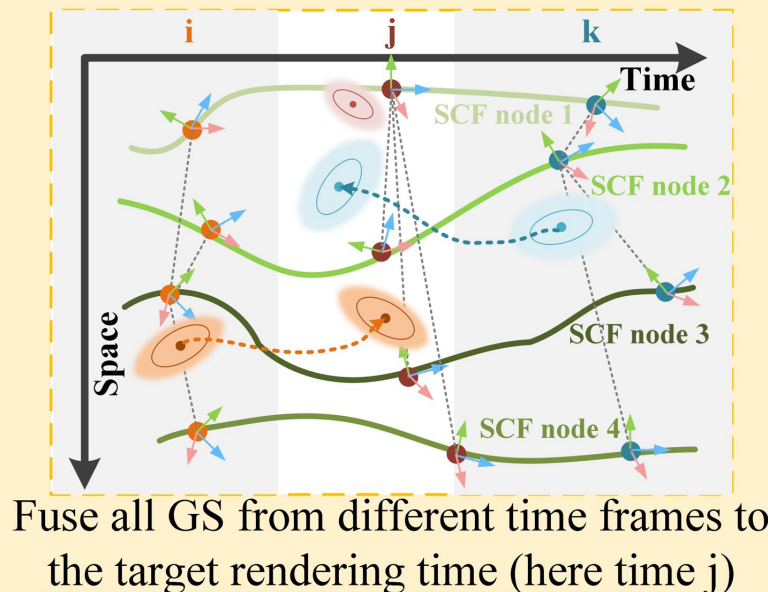 i
j
k
Time
SCF node 1
SCF node 2
Space
SCF node 3
SCF node 4
Fuse all GS from different time frames to
the target rendering time (here time j)